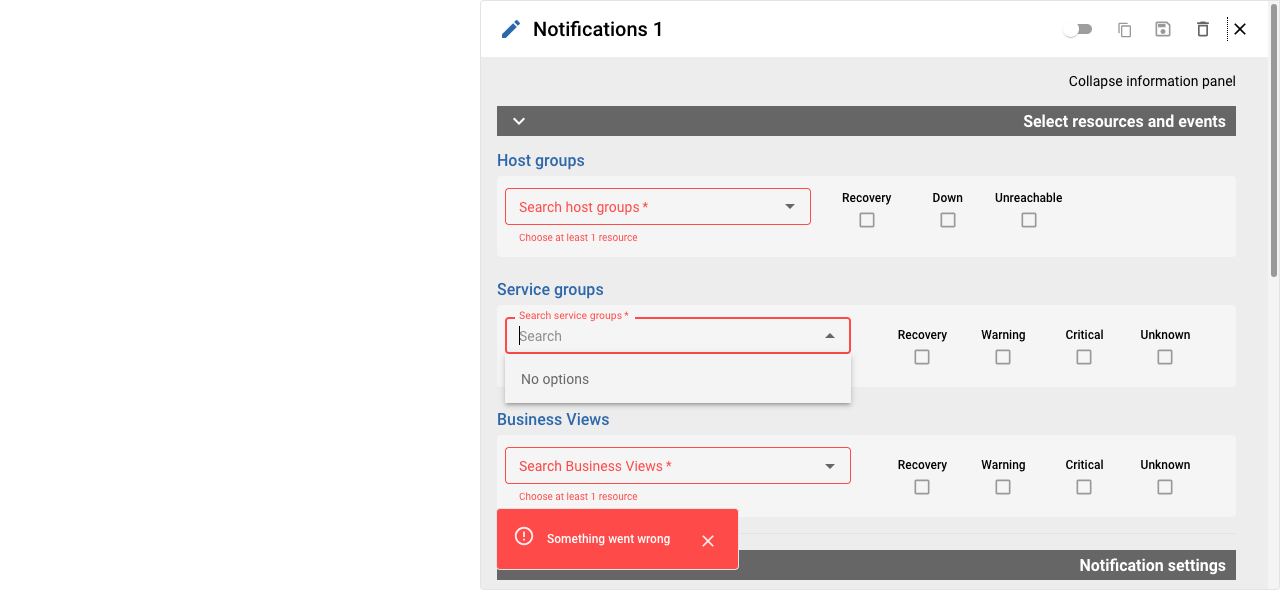 Notifications 1
Collapse information panel
Select resources and events
Host groups
Search host groups *
Recovery
Down
Unreachable
Choose at least 1 resource
Service groups
Search service groups *
Search
Recovery
Warning
Critical
Unknown
No options
Business Views
Search Business Views *
Recovery
Warning
Critical
Unknown
Choose at least 1 resource
Something went wrong
Notification settings